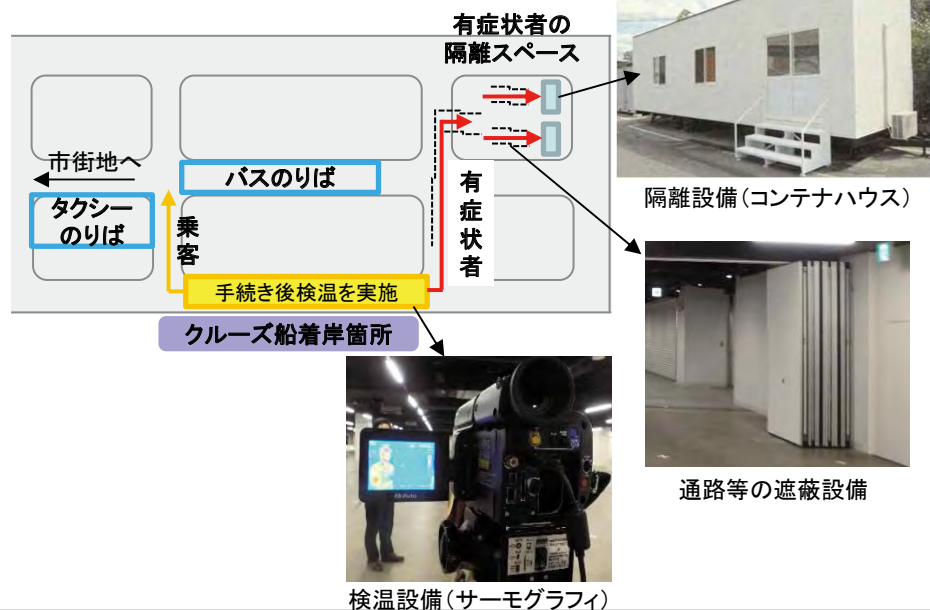 有症状者の
隔離スペース
市街地へ
バスのりば
タクシー
のりば
乗客
有症状者
手続き後検温を実施
クルーズ船着岸箇所
隔離設備(コンテナハウス)
通路等の遮蔽設備
検温設備(サーモグラフィ)